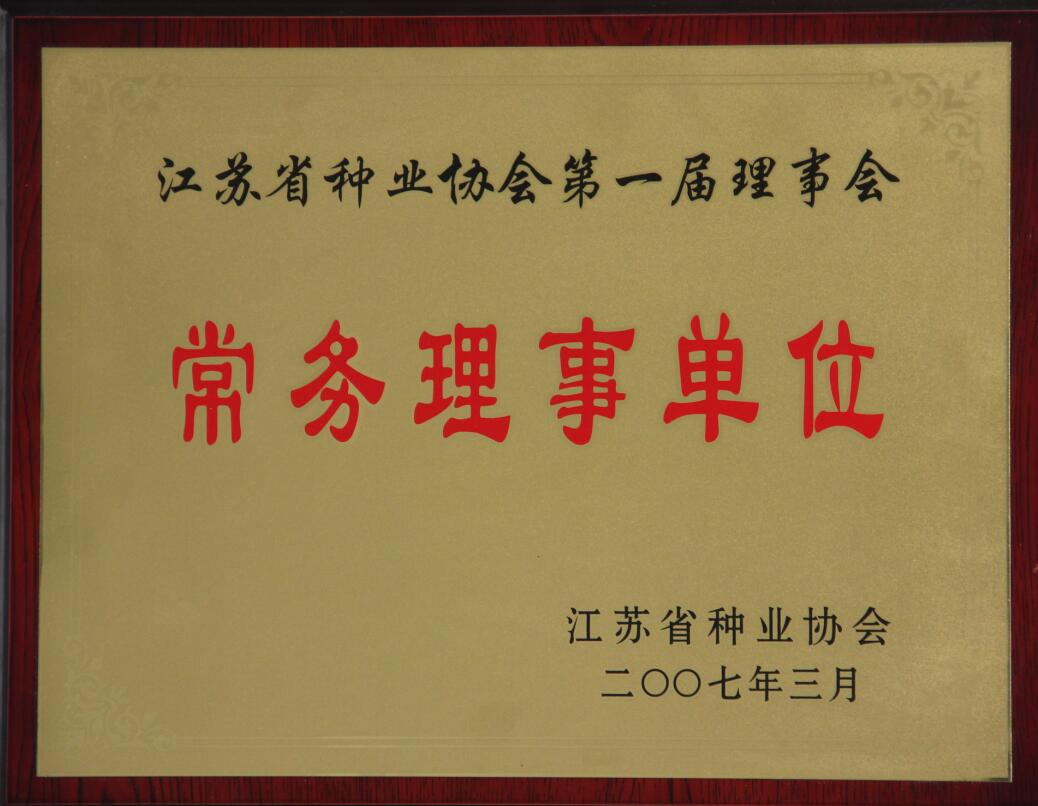 江苏省种业协会第一届理事会
常务理事单位
江苏省种业协会
二〇〇七年三月